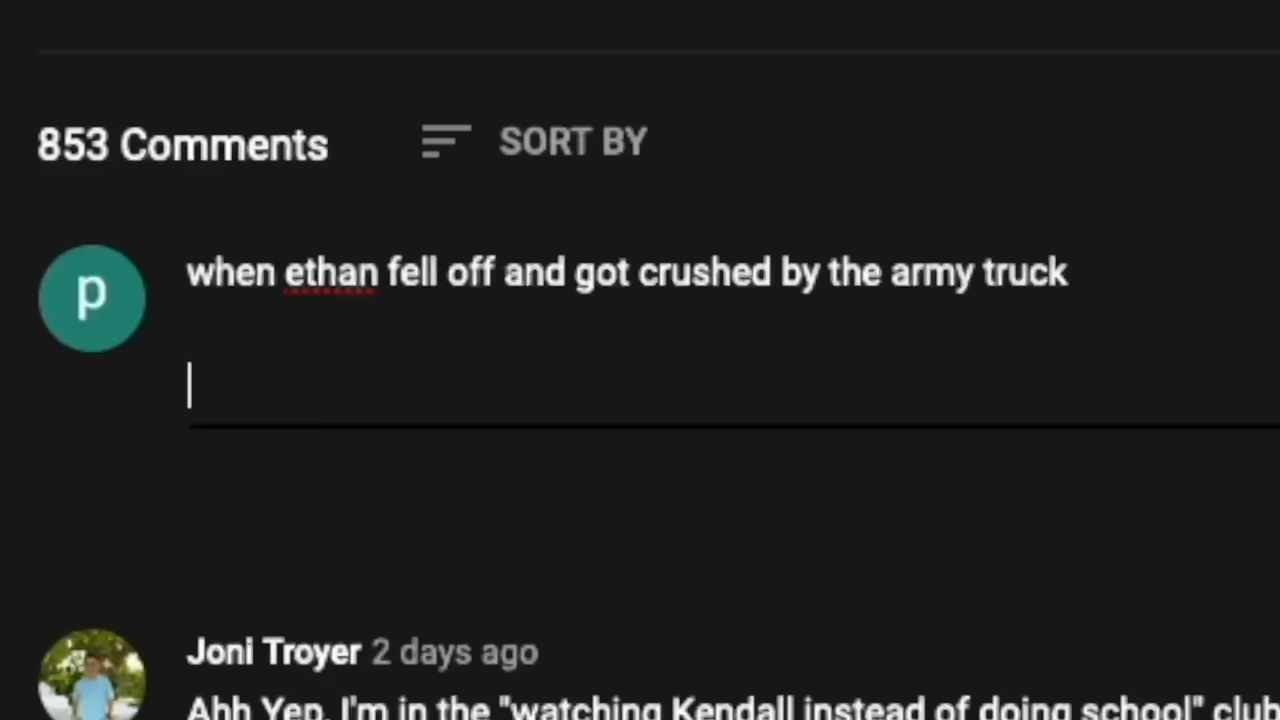 853 Comments
SORT BY
p
when ethan fell off and got crushed by the army truck
Joni Troyer 2 days ago
Ahh Yep, I'm in the "watching Kendall instead of doing school" club